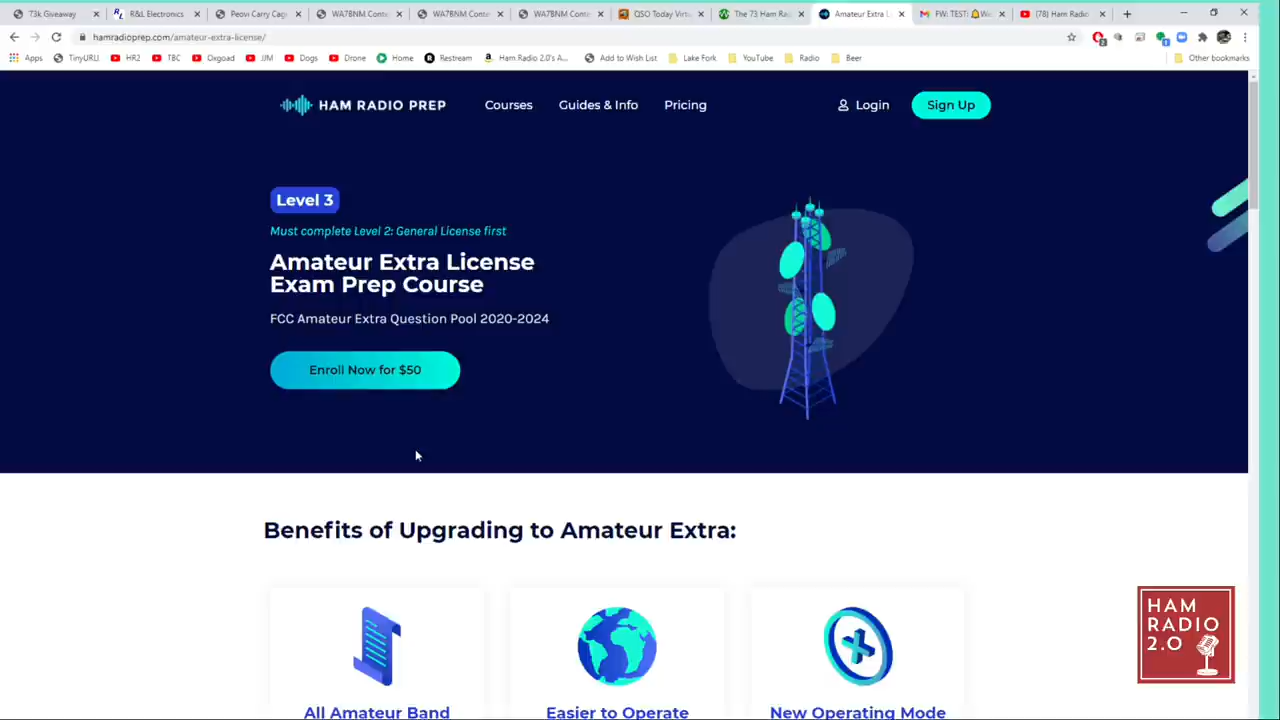 73k Giveaway
R&L Electronics
Peovi Carry Cag
WA7BNM Conte
WA7BNM Conte
WA7BNM Conte
QSO Today Virtu
The 73 Ham Ra
Amateur Extra L
FW: TEST: We
(78) Ham Radio
hamradioprep.com/amateur-extra-license/
Apps
TinyURL
HR2
TBC
Oxgoad
JJM
Dogs
Drone
Home
Restream
Ham Radio 2.0's A...
Add to Wish List
Lake Fork
YouTube
Radio
Beer
Other bookmarks
HAM RADIO PREP
Courses
Guides & Info
Pricing
Login
Sign Up
Level 3
Must complete Level 2: General License first
Amateur Extra License
Exam Prep Course
FCC Amateur Extra Question Pool 2020-2024
Enroll Now for $50
Benefits of Upgrading to Amateur Extra:
All Amateur Band
Easier to Operate
New Operating Mode
HAM
RADIO
2.0